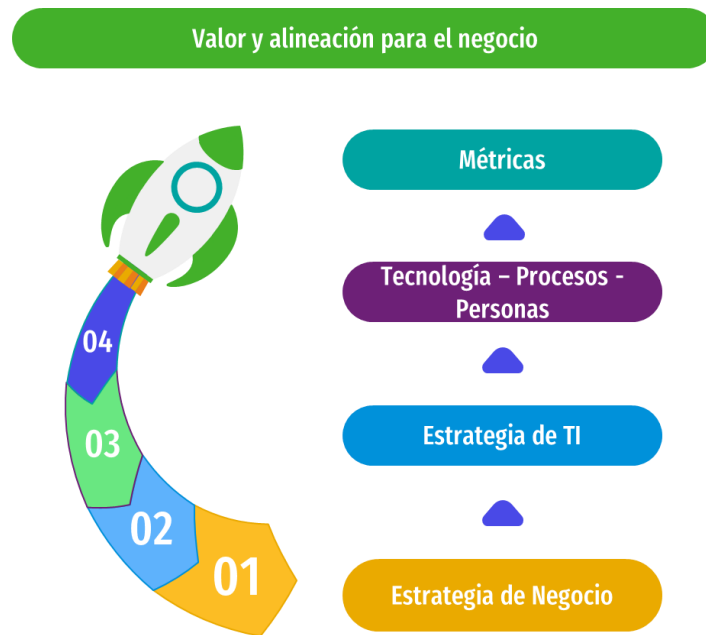 Valor y alineación para el negocio
Métricas
Tecnología – Procesos -
Personas
Estrategia de TI
Estrategia de Negocio
04
03
02
01